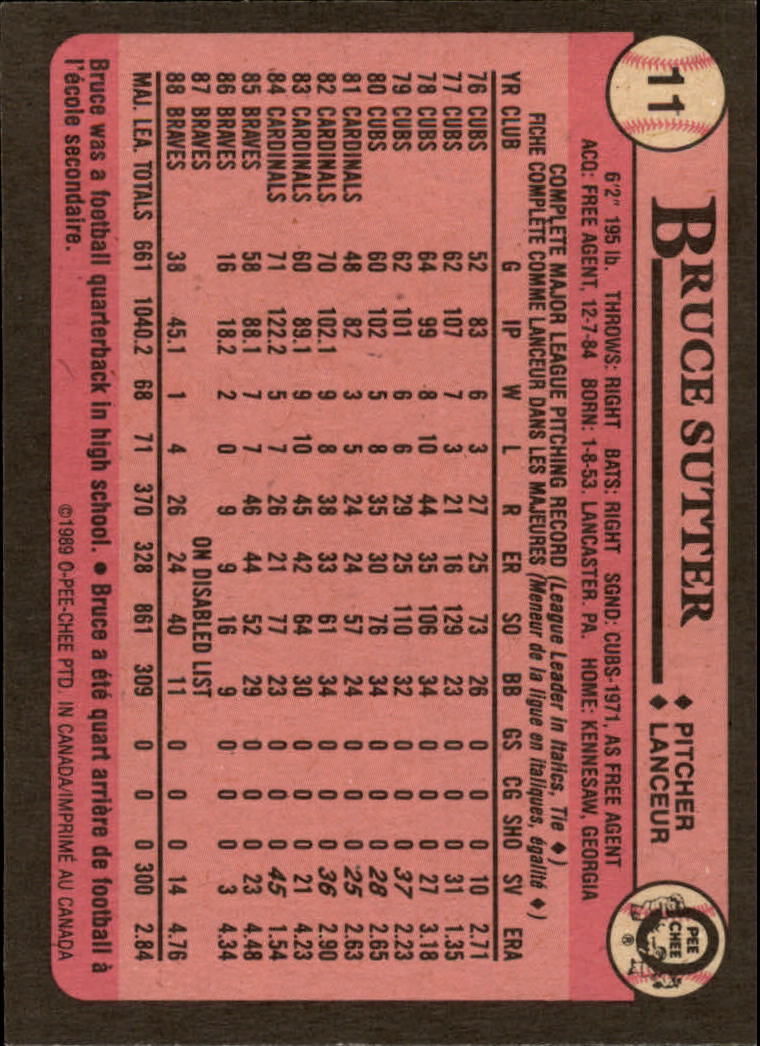 11
BRUCE SUTTER
◆ PITCHER
◆ LANCEUR
O PEE CHEE ®
6'2" 195 lb. THROWS: RIGHT BATS: RIGHT SGND: CUBS-1971, AS FREE AGENT
ACQ: FREE AGENT, 12-7-84 BORN: 1-8-53, LANCASTER, PA. HOME: KENNESAW, GEORGIA
COMPLETE MAJOR LEAGUE PITCHING RECORD (League Leader in Italics, Tie ◆)
FICHE COMPLÈTE COMME LANCEUR DANS LES MAJEURES (Meneur de la ligue en italiques, égalité ◆)
YR CLUB G IP W L R ER SO BB GS CG SHO SV ERA
76 CUBS 52 83 6 3 27 25 73 26 0 0 0 10 2.71
77 CUBS 62 107 7 3 21 16 129 23 0 0 0 31 1.35
78 CUBS 64 99 8 10 44 35 106 34 0 0 0 27 3.18
79 CUBS 62 101 6 6 29 25 110 32 0 0 0 37 2.23
80 CUBS 60 102 5 8 35 30 76 34 0 0 0 28 2.65
81 CARDINALS 48 82 3 5 24 24 57 24 0 0 0 25 2.63
82 CARDINALS 70 102.1 9 8 38 33 61 34 0 0 0 36 2.90
83 CARDINALS 60 89.1 9 10 45 42 64 30 0 0 0 21 4.23
84 CARDINALS 71 122.2 5 7 26 21 77 23 0 0 0 45 1.54
85 BRAVES 58 88.1 7 7 46 44 52 29 0 0 0 23 4.48
86 BRAVES 16 18.2 2 0 9 9 16 9 0 0 0 3 4.34
87 BRAVES ON DISABLED LIST
88 BRAVES 38 45.1 1 4 26 24 40 11 0 0 0 14 4.76
MAJ. LEA. TOTALS 661 1040.2 68 71 370 328 861 309 0 0 0 300 2.84
Bruce was a football quarterback in high school. ● Bruce a été quart arrière de football à
l'école secondaire.
©1989 O-PEE-CHEE PTD. IN CANADA/IMPRIMÉ AU CANADA